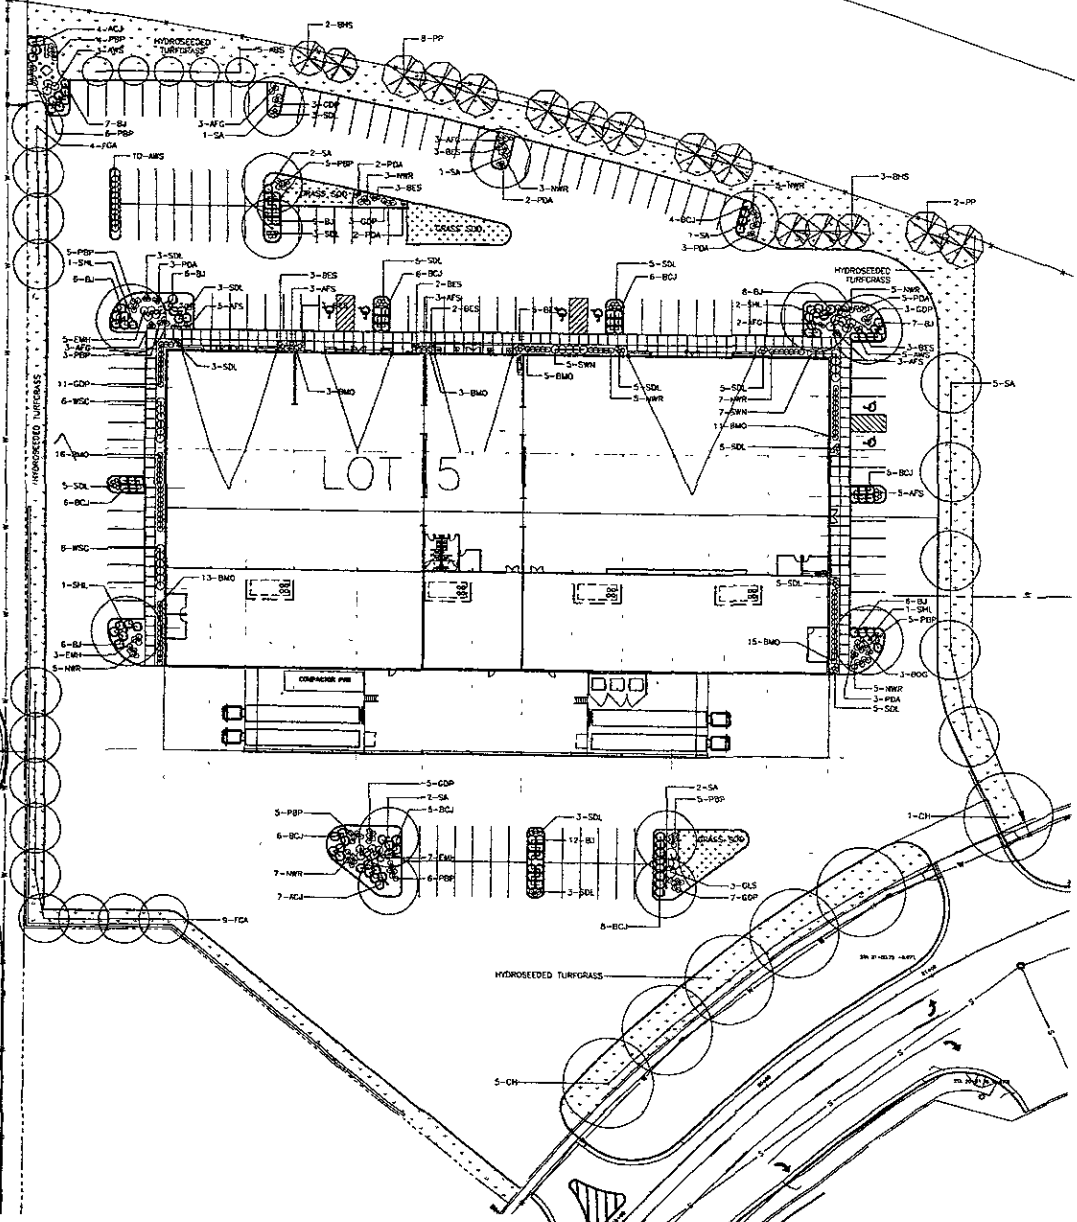 2-BHS
4-ACJ
8-PP
HYDROSEEDED
TURFGRASS
5-ABS
3-GDP
3-SDL
3-AFG
1-SA
7-BJ
6-PBP
4-FGA
10-AWS
2-SA
5-PBP
2-PDA
3-NWR
3-BES
GRASS SOD
3-SDL
3-GDP
2-PDA
GRASS SOD
3-AFG
3-BES
1-SA
3-NWR
2-PDA
5-NWR
4-BCJ
1-SA
3-PDA
3-BHS
2-PP
5-PBP
1-SML
6-BJ
3-SDL
3-PDA
6-BJ
3-SDL
5-AFS
3-BES
3-AFS
5-SDL
6-BCJ
2-BES
3-AFS
2-BES
5-SDL
6-BCJ
HYDROSEEDED
TURFGRASS
8-BJ
2-SML
2-AFG
5-NWR
5-PDA
3-GDP
7-BJ
3-BES
5-AWS
3-AFS
5-EMH
3-AFG
3-PBP
3-SDL
11-GDP
6-WSC
3-BMO
3-BMO
5-SWN
5-BMO
5-SDL
5-NWR
5-SDL
7-NWR
7-SWN
11-BMO
5-SDL
5-SA
HYDROSEEDED TURFGRASS
16-BMO
LOT 5
5-SDL
6-BCJ
5-BCJ
5-AFS
6-WSC
13-BMO
1-SML
5-SDL
6-BJ
1-SML
5-PBP
6-BJ
3-EMH
5-NWR
15-BMO
3-BOG
5-NWR
3-PDA
5-SDL
COMPACTOR PAD
5-GDP
2-SA
5-BCJ
5-PBP
6-BCJ
7-EMH
6-PBP
7-NWR
7-ACJ
3-SDL
12-BJ
3-SDL
2-SA
5-PBP
GRASS SOD
3-GLS
7-GDP
8-BCJ
1-CH
9-FGA
HYDROSEEDED TURFGRASS
5-CH